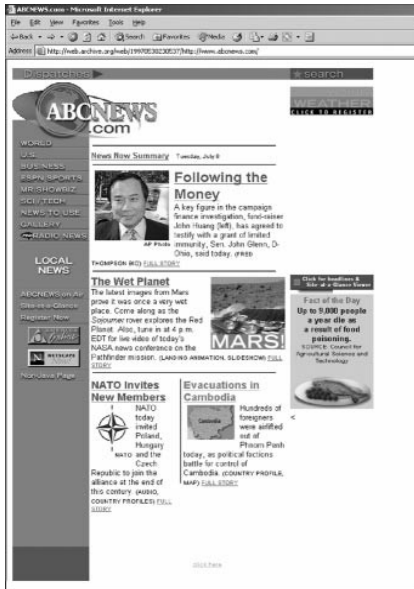 ABCNEWS.com - Microsoft Internet Explorer
File Edit View Favorites Tools Help
Back Search Favorites Media
Address http://web.archive.org/web/19970530230537/http://www.abcnews.com/
Dispatches
search
ABCNEWS
.com
WEATHER
CLICK TO REGISTER
WORLD
U.S.
BUSINESS
ESPN SPORTS
MR SHOWBIZ
SCI / TECH
NEWS TO USE
GALLERY
RADIO NEWS
LOCAL
NEWS
ABCNEWS on Air
Site-at-a-Glance
Register Now
NETSCAPE
Non-Java Page
News Row Summary Tuesday, July 8
Following the
Money
A key figure in the campaign
finance investigation, fund-raiser
John Huang (left), has agreed to
testify with a grant of limited
immunity, Sen. John Glenn, D-
Ohio, said today. (FRED
THOMPSON BIO) FULL STORY
AP Photo
The Wet Planet
The latest images from Mars
prove it was once a very wet
place. Come along as the
Sojourner rover explores the Red
Planet. Also, tune in at 4 p.m.
EDT for live video of today's
NASA news conference on the
Pathfinder mission. (LANDING ANIMATION, SLIDESHOW) FULL
STORY
MARS!
NATO Invites
New Members
NATO
today
invited
Poland,
Hungary
and the
Czech
Republic to join the
alliance at the end of
this century. (AUDIO,
COUNTRY PROFILES) FULL
STORY
NATO
Evacuations in
Cambodia
Cambodia
Hundreds of
foreigners
were airlifted
out of
Phnom Penh
today, as political factions
battle for control of
Cambodia. (COUNTRY PROFILE,
MAP) FULL STORY
Click for headlines &
Site-at-a-Glance Viewer
Fact of the Day
Up to 9,000 people
a year die as
a result of food
poisoning.
SOURCE: Council for
Agricultural Science and
Technology
<
click here